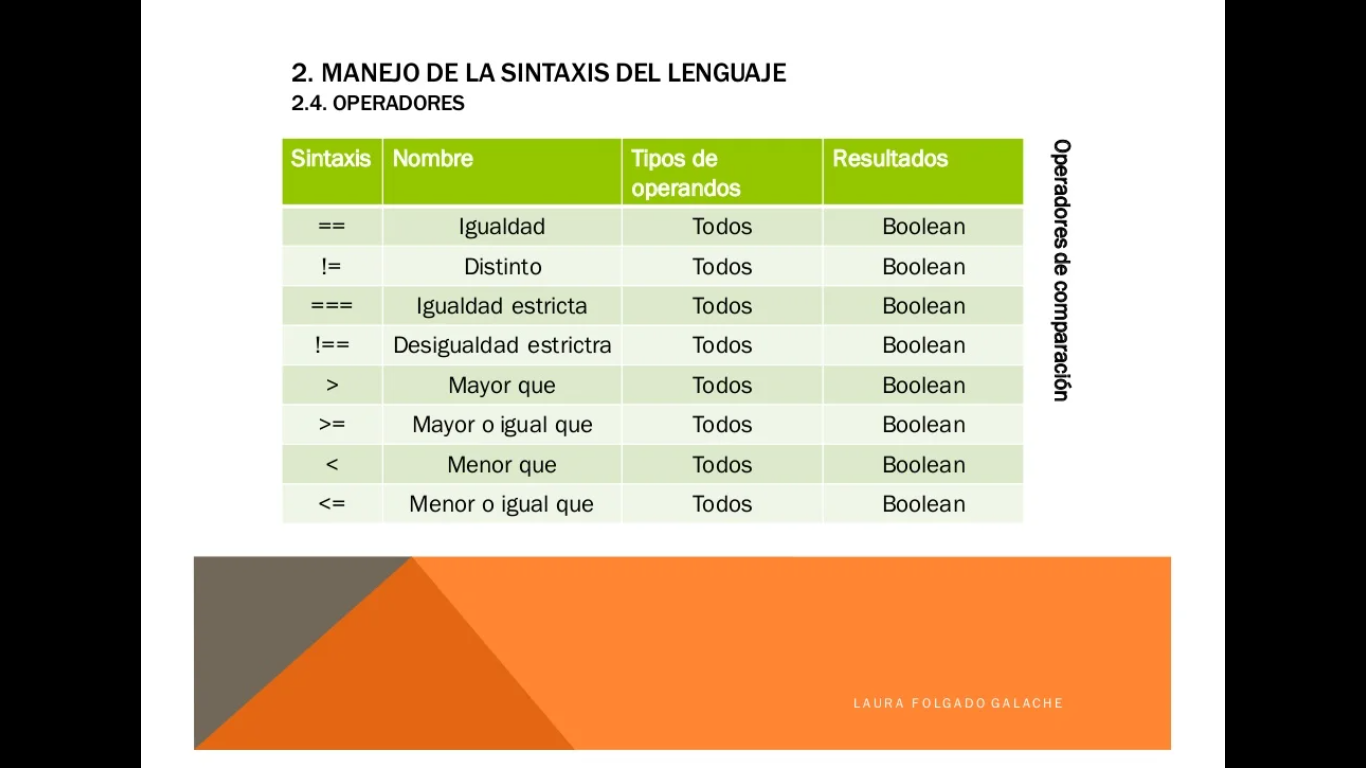 2. MANEJO DE LA SINTAXIS DEL LENGUAJE
2.4. OPERADORES
Sintaxis Nombre Tipos de operandos Resultados
== Igualdad Todos Boolean
!= Distinto Todos Boolean
=== Igualdad estricta Todos Boolean
!== Desigualdad estrictra Todos Boolean
> Mayor que Todos Boolean
>= Mayor o igual que Todos Boolean
< Menor que Todos Boolean
<= Menor o igual que Todos Boolean
Operadores de comparación
LAURA FOLGADO GALACHE